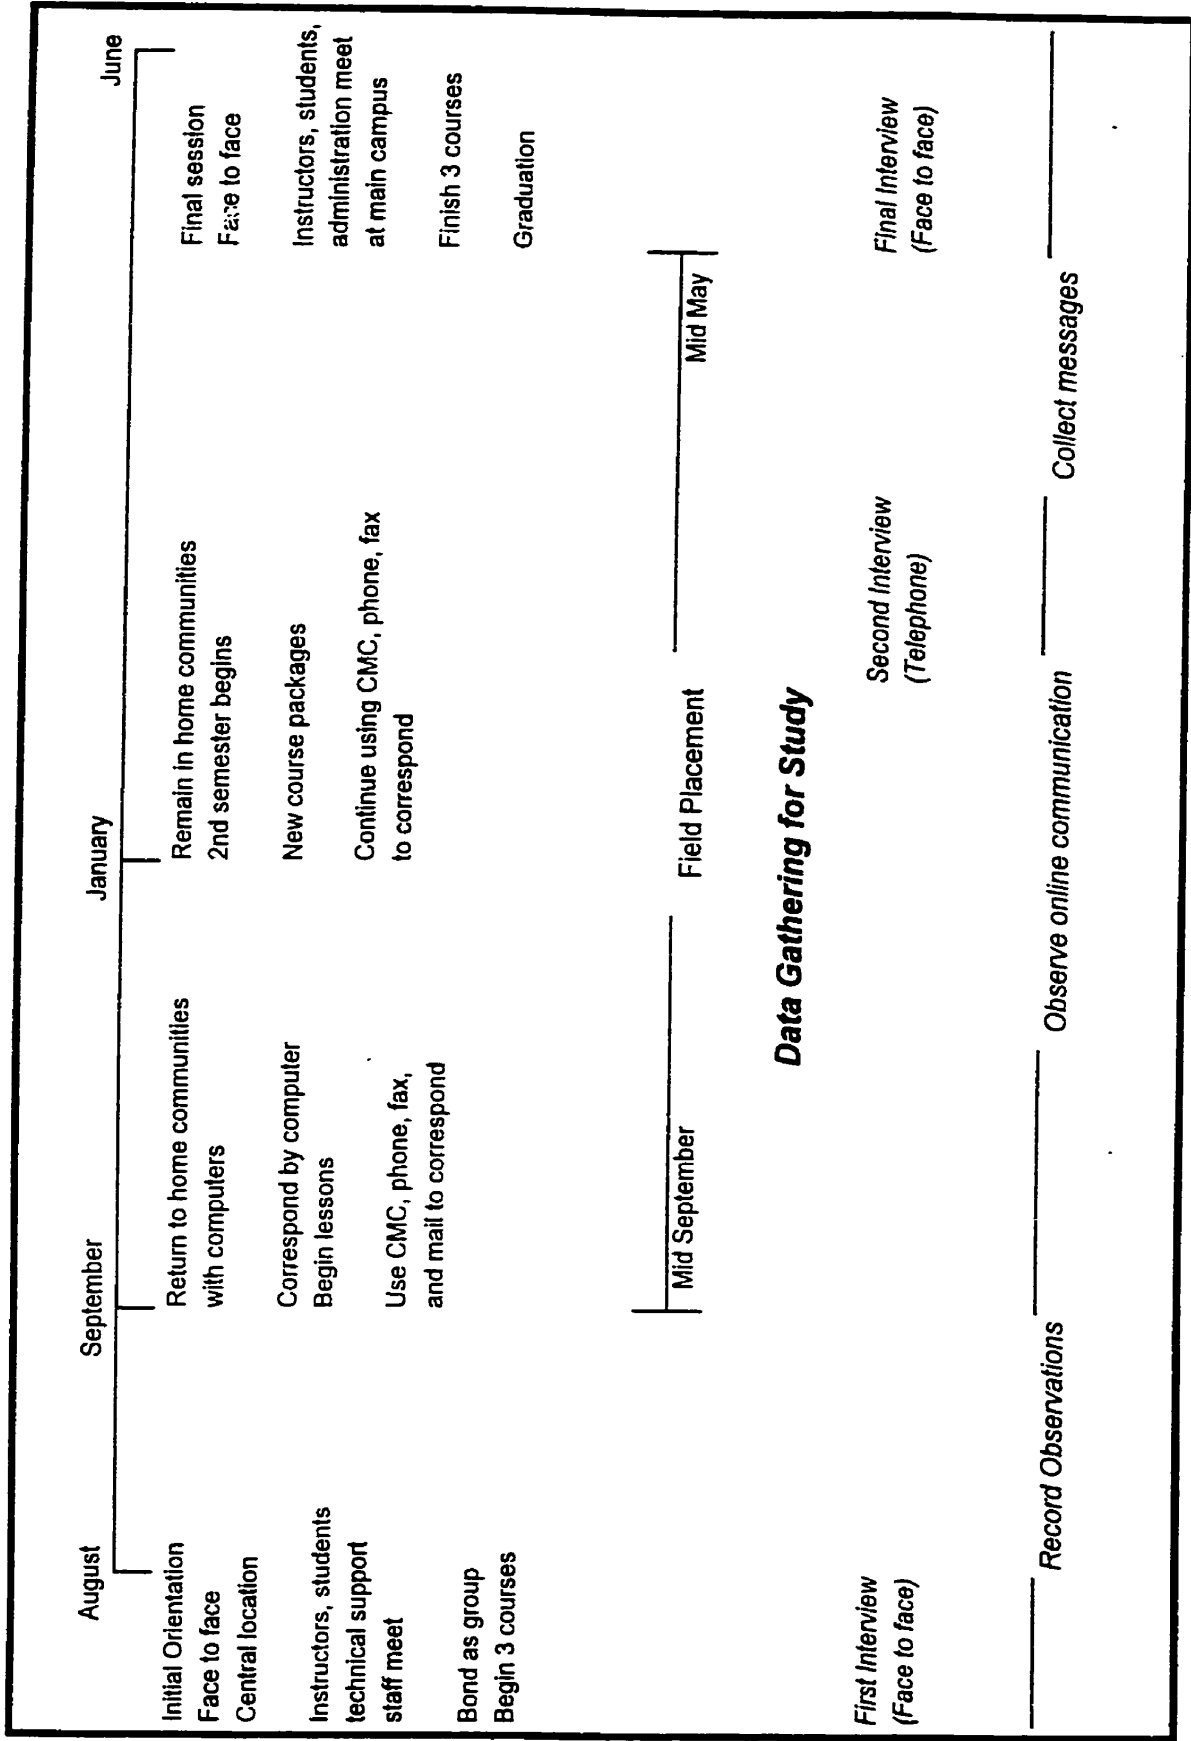 August
September
January
June
Initial Orientation
Face to face
Central location
Instructors, students
technical support
staff meet
Bond as group
Begin 3 courses
Return to home communities
with computers
Correspond by computer
Begin lessons
Use CMC, phone, fax,
and mail to correspond
Remain in home communities
2nd semester begins
New course packages
Continue using CMC, phone, fax
to correspond
Final session
Face to face
Instructors, students,
administration meet
at main campus
Finish 3 courses
Graduation
Mid September
Field Placement
Mid May
Data Gathering for Study
First Interview
(Face to face)
Second Interview
(Telephone)
Final Interview
(Face to face)
Record Observations
Observe online communication
Collect messages